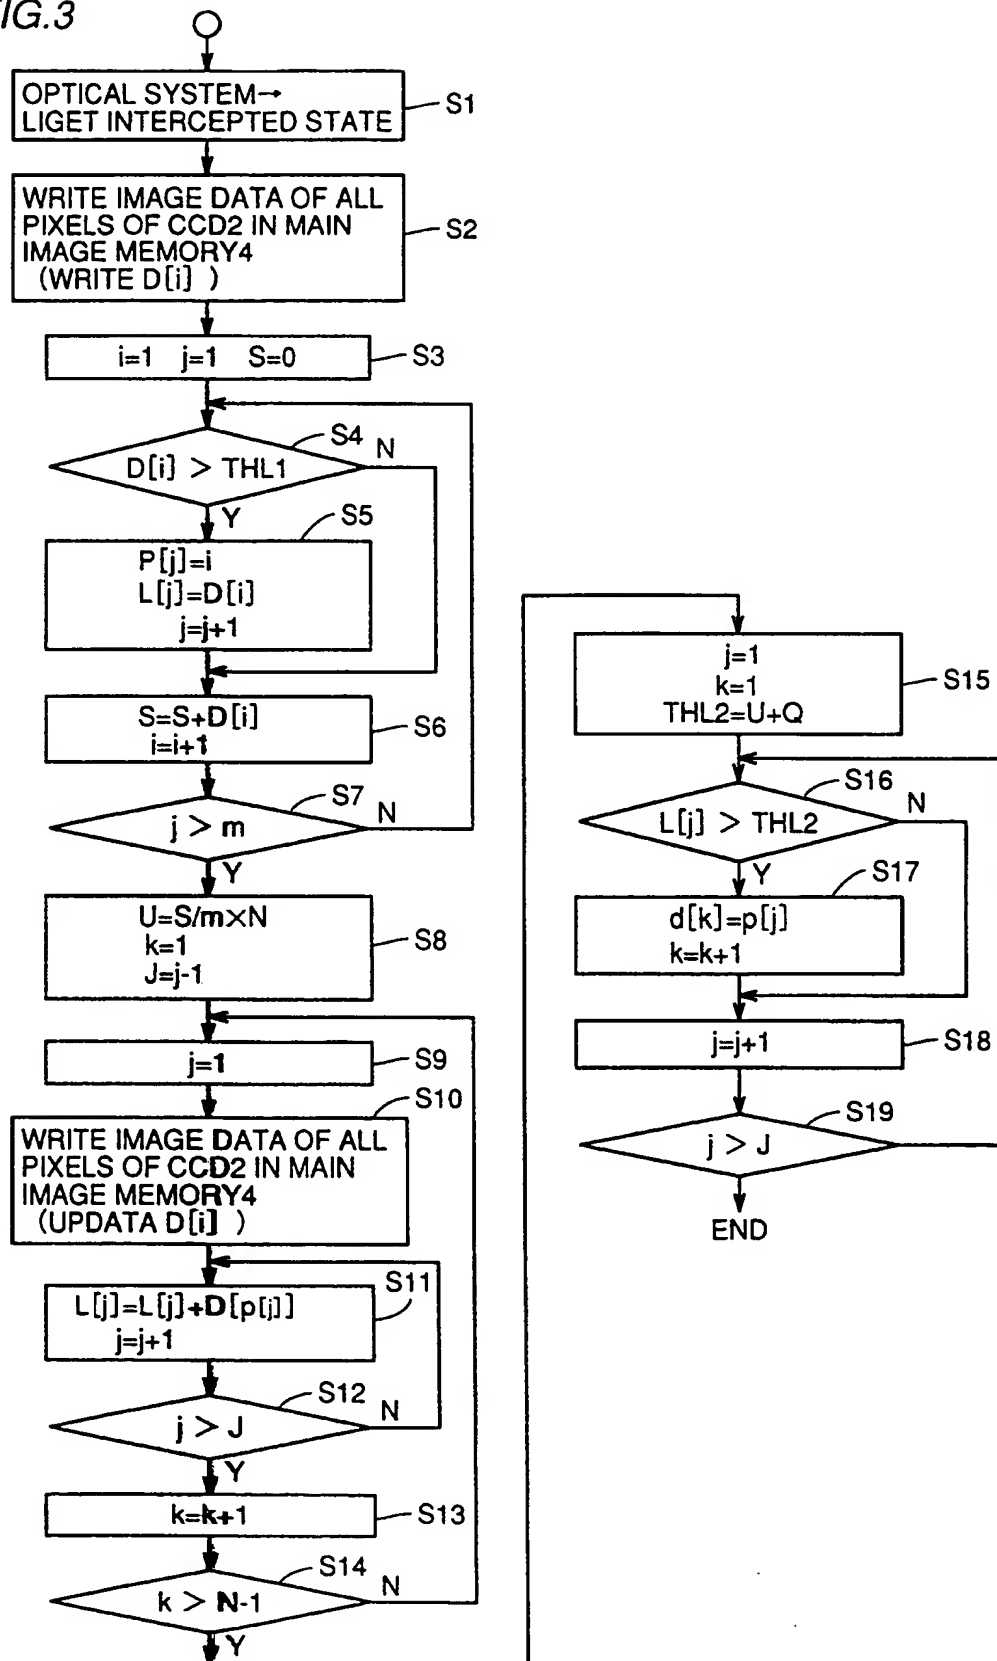 IG.3
OPTICAL SYSTEM→
LIGET INTERCEPTED STATE
S1
WRITE IMAGE DATA OF ALL
PIXELS OF CCD2 IN MAIN
IMAGE MEMORY4
(WRITE D[i] )
S2
i=1 j=1 S=0
S3
D[i] > THL1
S4
N
Y
P[j]=i
L[j]=D[i]
j=j+1
S5
S=S+D[i]
i=i+1
S6
j > m
S7
N
Y
U=S/m×N
k=1
J=j-1
S8
j=1
S9
WRITE IMAGE DATA OF ALL
PIXELS OF CCD2 IN MAIN
IMAGE MEMORY4
(UPDATA D[i] )
S10
L[j]=L[j]+D[p[j]]
j=j+1
S11
j > J
S12
N
Y
k=k+1
S13
k > N-1
S14
N
Y
j=1
k=1
THL2=U+Q
S15
L[j] > THL2
S16
N
Y
d[k]=p[j]
k=k+1
S17
j=j+1
S18
j > J
S19
END